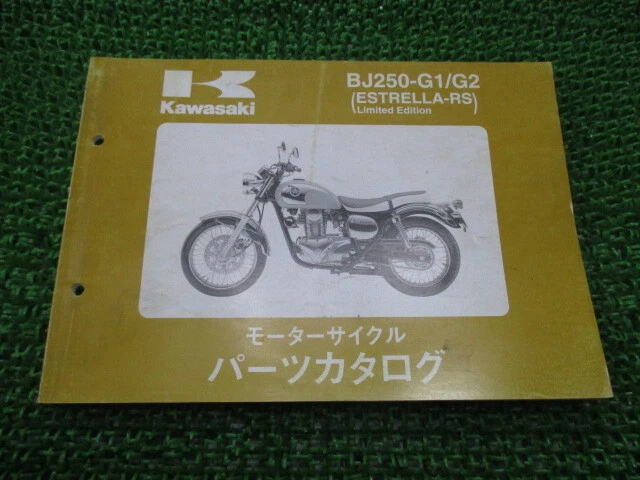 Kawasaki
BJ250-G1/G2
(ESTRELLA-RS)
Limited Edition
モーターサイクル
パーツカタログ